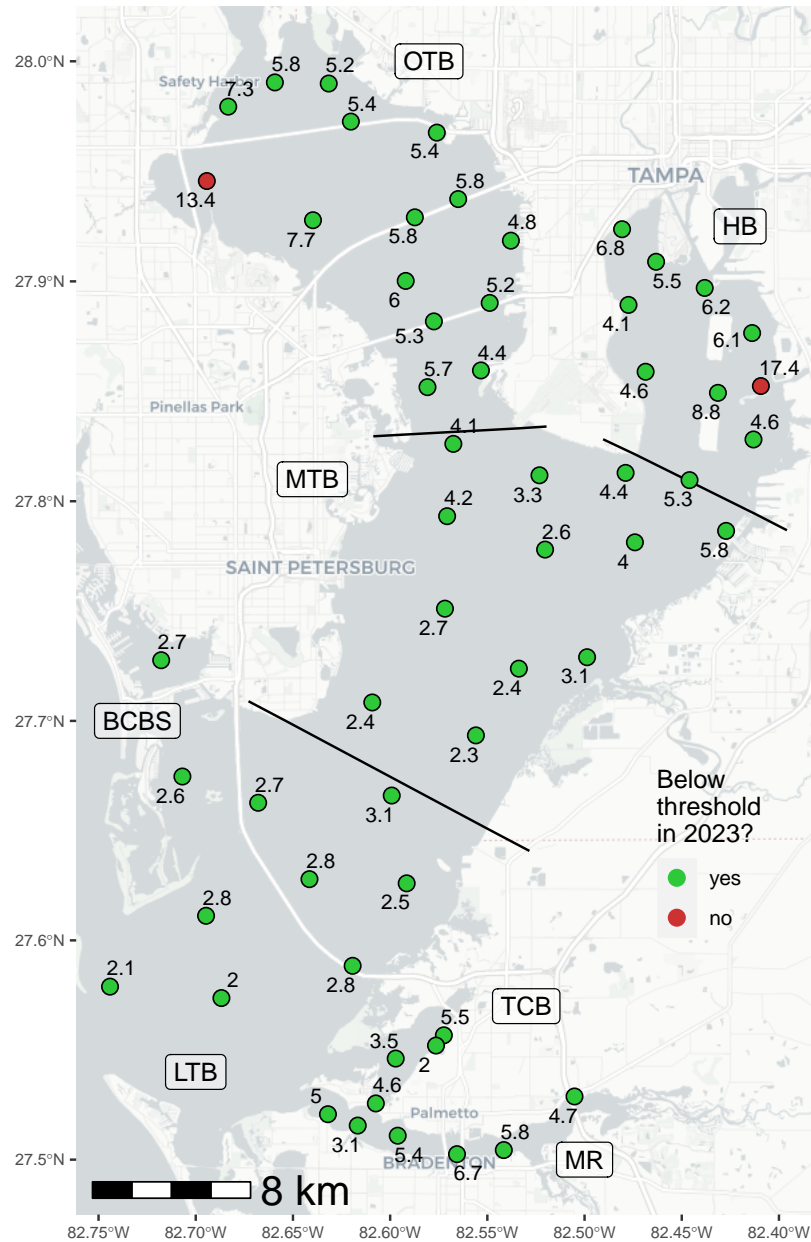 28.0°N
27.9°N
27.8°N
27.7°N
27.6°N
27.5°N
5.8
5.2
OTB
Safety Harbor
7.3
5.4
5.4
13.4
5.8
TAMPA
7.7
5.8
4.8
6.8
HB
5.5
6
5.2
6.2
5.3
4.1
6.1
4.4
17.4
5.7
4.6
Pinellas Park
8.8
4.1
4.6
MTB
3.3
4.4
4.2
5.3
2.6
4
5.8
SAINT PETERSBURG
2.7
2.7
2.4
3.1
BCBS
2.4
2.3
2.6
2.7
3.1
Below
threshold
in 2023?
yes
no
2.8
2.8
2.5
2.1
2
2.8
TCB
5.5
3.5
2
LTB
4.6
5
Palmetto
4.7
3.1
5.4
5.8
BRADENTON
6.7
MR
8 km
82.75°W
82.70°W
82.65°W
82.60°W
82.55°W
82.50°W
82.45°W
82.40°W